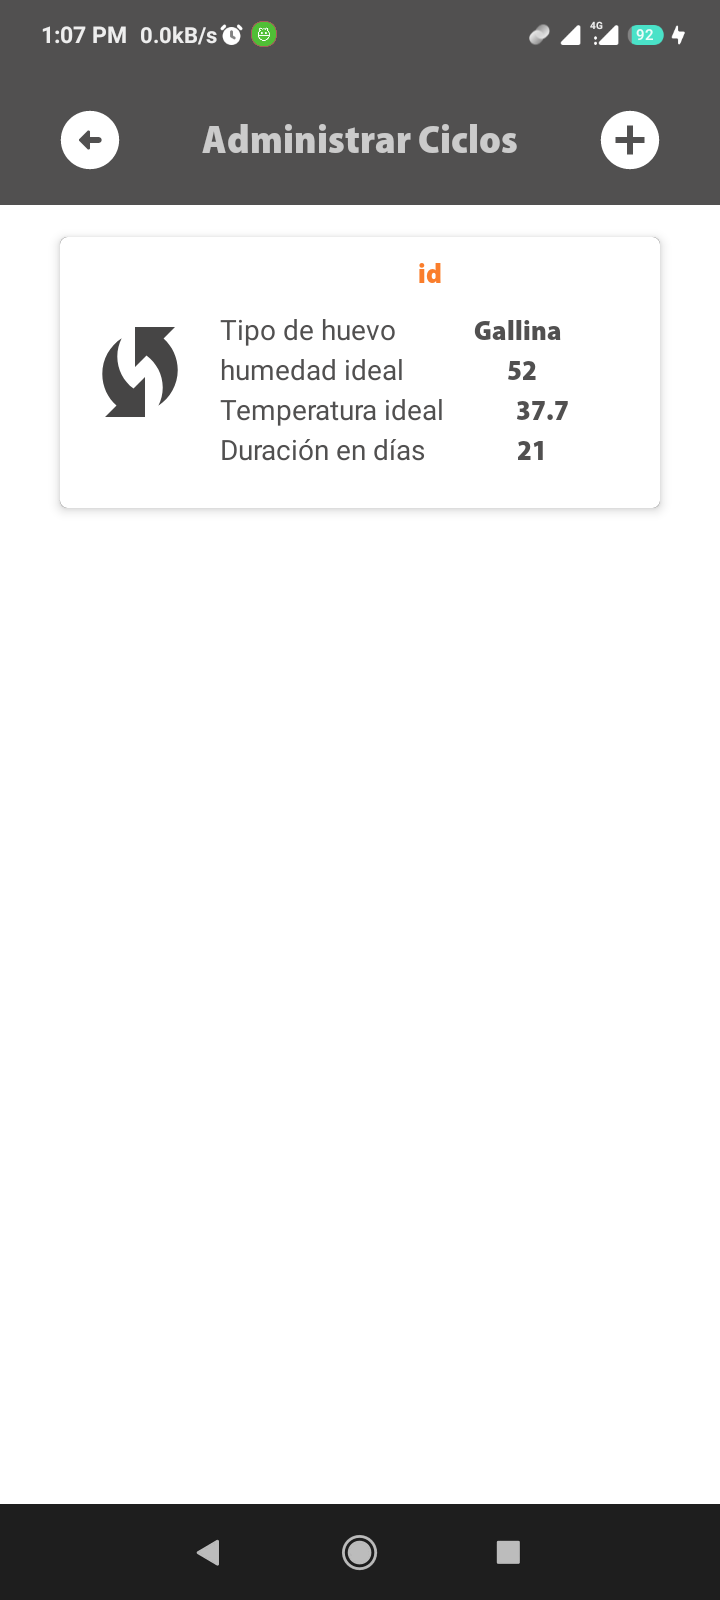 1:07 PM 0.0kB/s 4G 92
Administrar Ciclos
id
Tipo de huevo Gallina
humedad ideal 52
Temperatura ideal 37.7
Duración en días 21